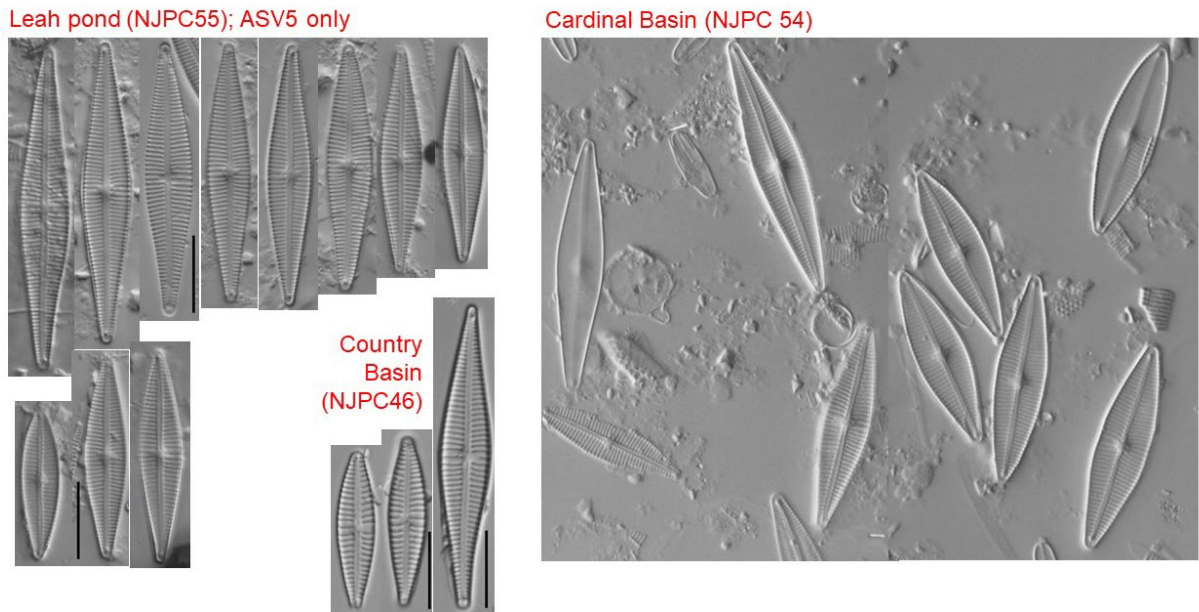 Leah pond (NJPC55); ASV5 only
Cardinal Basin (NJPC 54)
Country
Basin
(NJPC46)